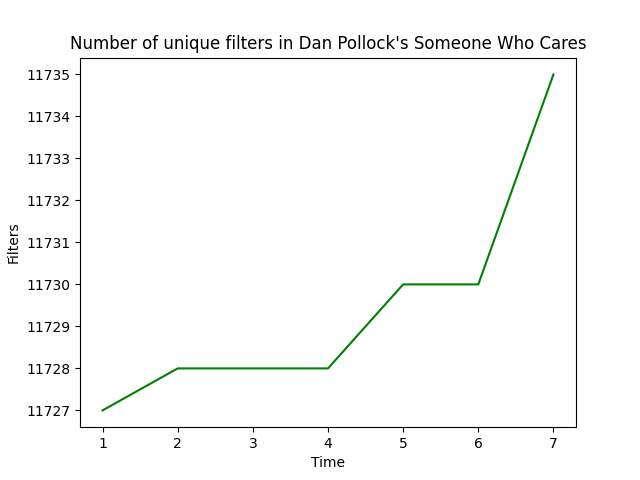 Number of unique filters in Dan Pollock's Someone Who Cares
11735
11734
11733
11732
11731
11730
11729
11728
11727
Filters
1 2 3 4 5 6 7
Time